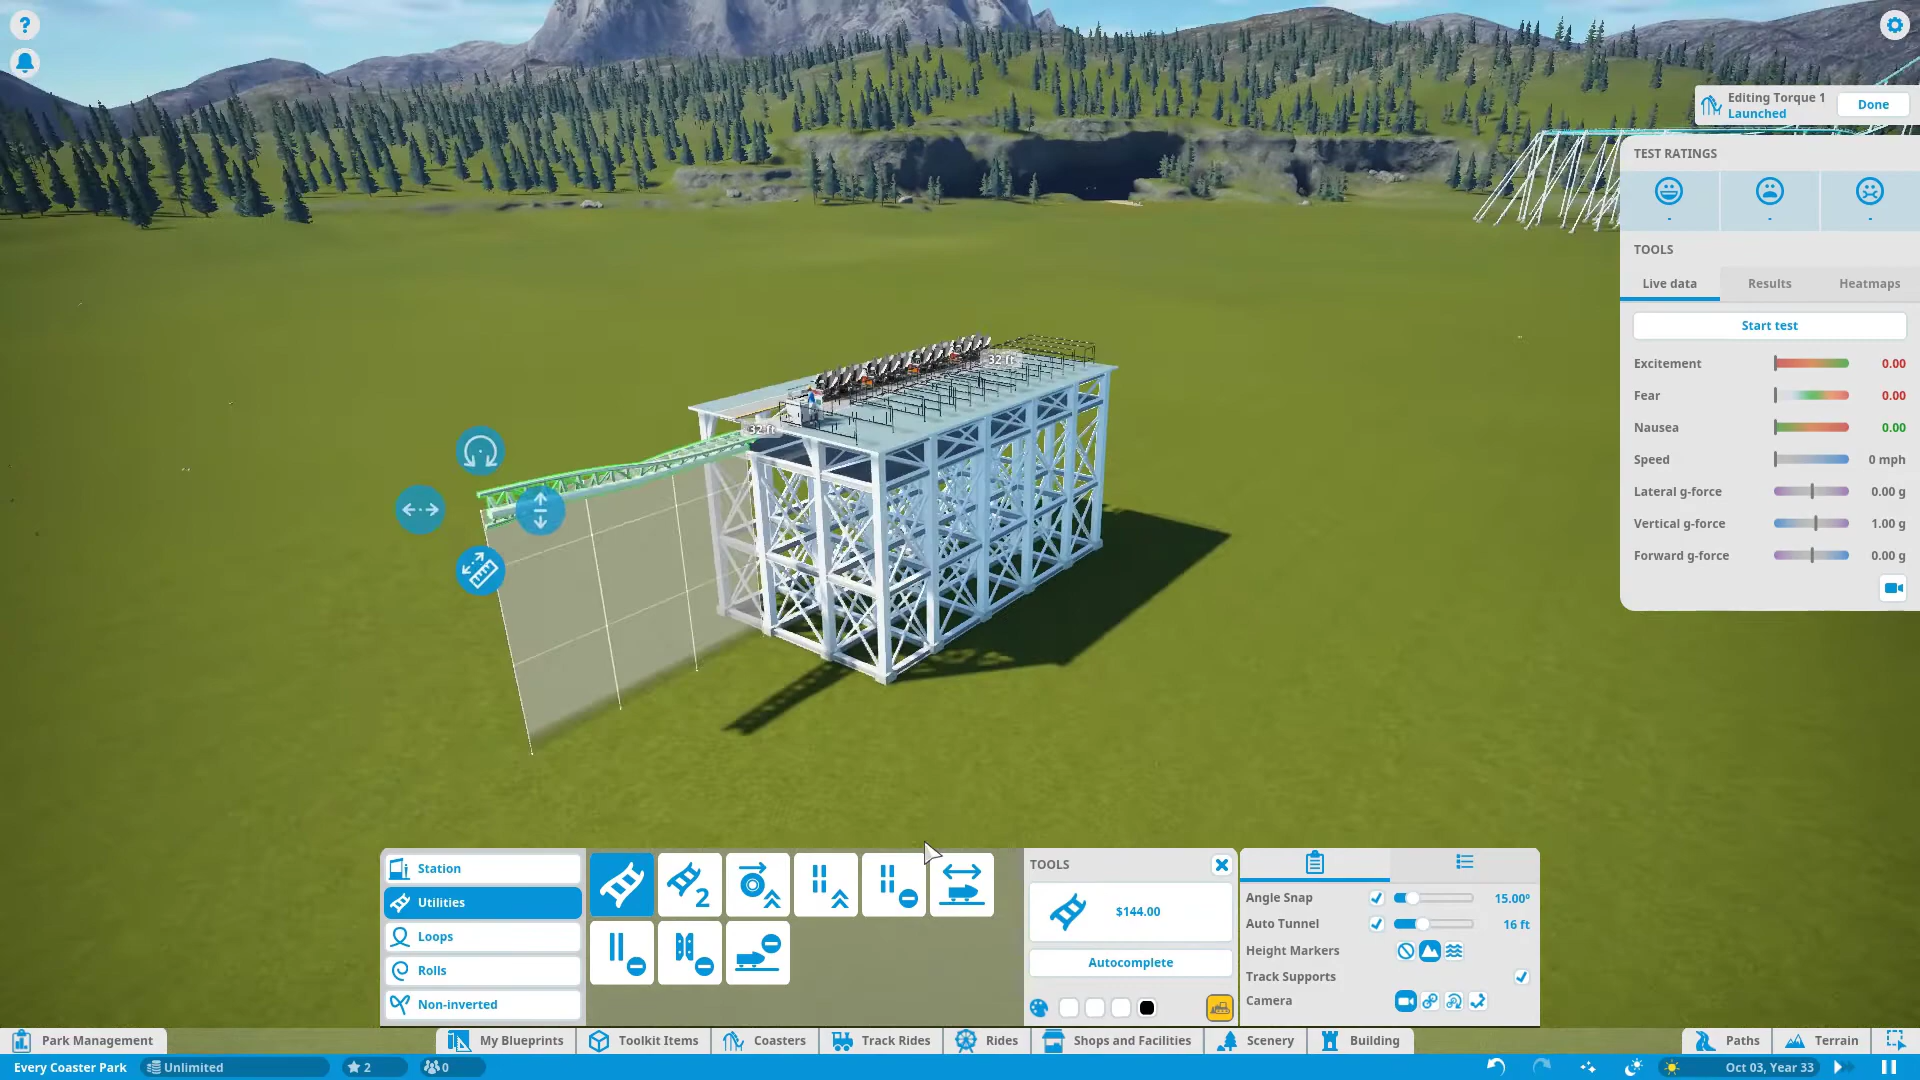 ?
Editing Torque 1
Launched
Done
TEST RATINGS
-
-
-
TOOLS
Live data
Results
Heatmaps
Start test
Excitement 0.00
Fear 0.00
Nausea 0.00
Speed 0 mph
Lateral g-force 0.00 g
Vertical g-force 1.00 g
Forward g-force 0.00 g
32 ft
32 ft
Station
Utilities
Loops
Rolls
Non-inverted
2
TOOLS
$144.00
Autocomplete
Angle Snap 15.00°
Auto Tunnel 16 ft
Height Markers
Track Supports
Camera
Park Management
My Blueprints
Toolkit Items
Coasters
Track Rides
Rides
Shops and Facilities
Scenery
Building
Paths
Terrain
Every Coaster Park
Unlimited
2
0
Oct 03, Year 33